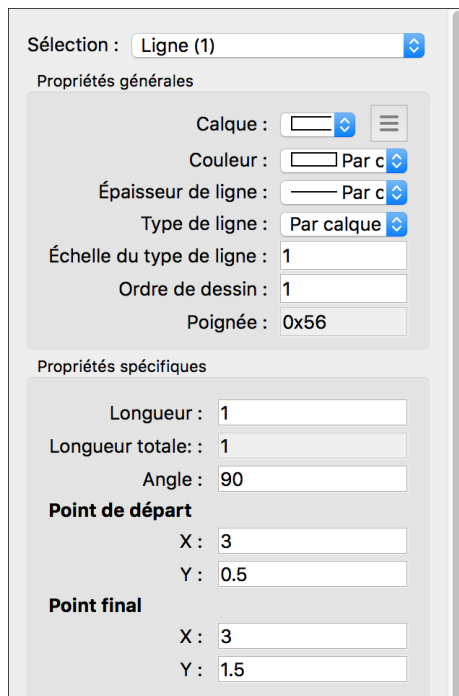 Sélection : Ligne (1)
Propriétés générales
Calque :
Couleur : Par c
Épaisseur de ligne : Par c
Type de ligne : Par calque
Échelle du type de ligne : 1
Ordre de dessin : 1
Poignée : 0x56
Propriétés spécifiques
Longueur : 1
Longueur totale: : 1
Angle : 90
Point de départ
X : 3
Y : 0.5
Point final
X : 3
Y : 1.5